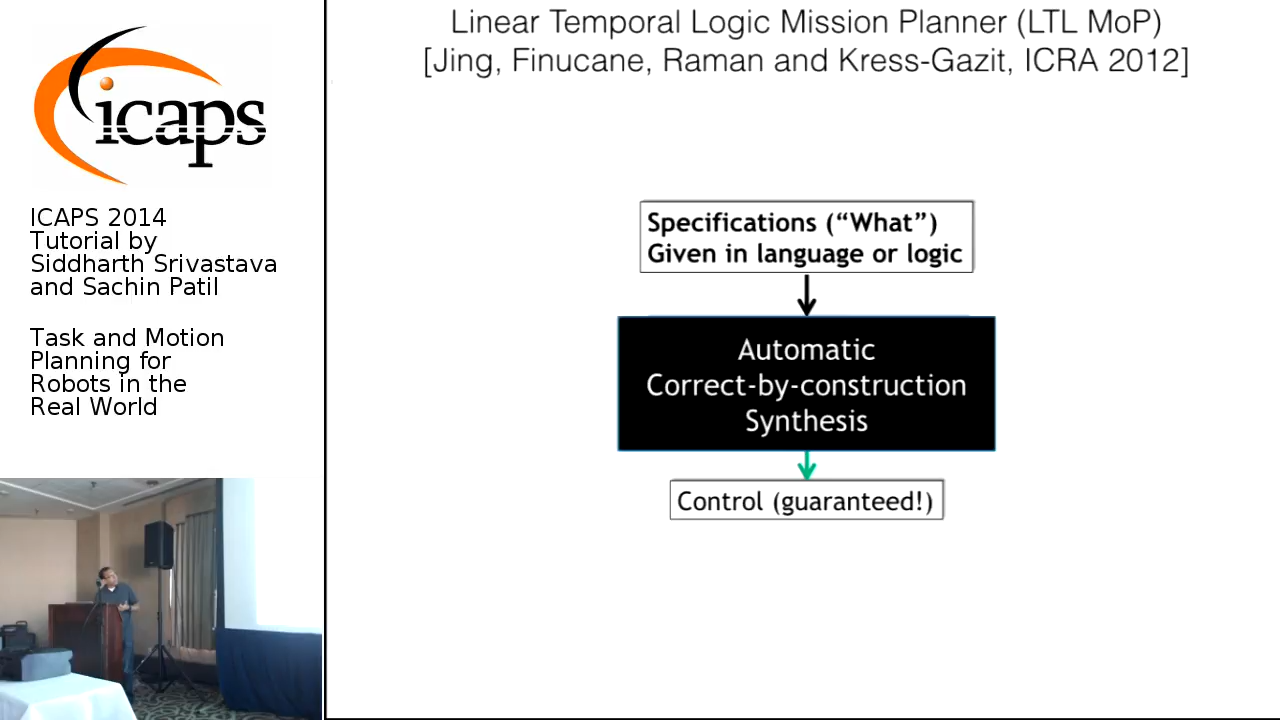 icaps
ICAPS 2014
Tutorial by
Siddharth Srivastava
and Sachin Patil
Task and Motion
Planning for
Robots in the
Real World
Linear Temporal Logic Mission Planner (LTL MoP)
[Jing, Finucane, Raman and Kress-Gazit, ICRA 2012]
Specifications (“What”)
Given in language or logic
Automatic
Correct-by-construction
Synthesis
Control (guaranteed!)